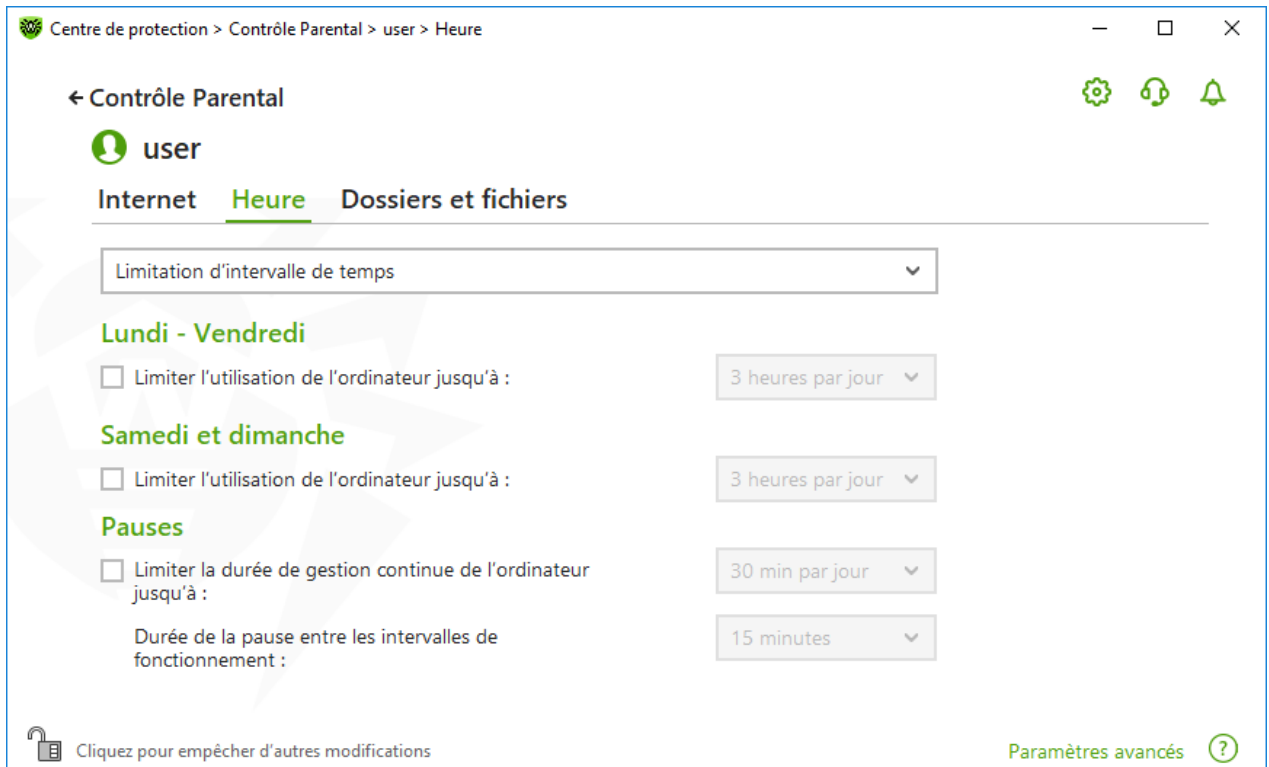 Centre de protection > Contrôle Parental > user > Heure
Contrôle Parental
user
Internet Heure Dossiers et fichiers
Limitation d'intervalle de temps
Lundi - Vendredi
Limiter l'utilisation de l'ordinateur jusqu'à : 3 heures par jour
Samedi et dimanche
Limiter l'utilisation de l'ordinateur jusqu'à : 3 heures par jour
Pauses
Limiter la durée de gestion continue de l'ordinateur 30 min par jour
jusqu'à :
Durée de la pause entre les intervalles de 15 minutes
fonctionnement :
Cliquez pour empêcher d'autres modifications Paramètres avancés ?